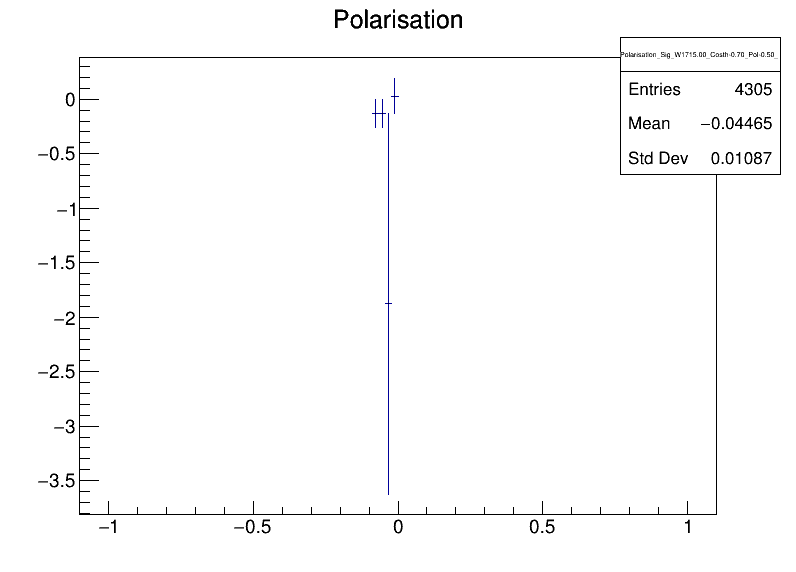 Polarisation
Polarisation_Sig_W1715.00_Costh-0.70_Pol-0.50_
Entries 4305
Mean −0.04465
Std Dev 0.01087
0
−0.5
−1
−1.5
−2
−2.5
−3
−3.5
−1 −0.5 0 0.5 1